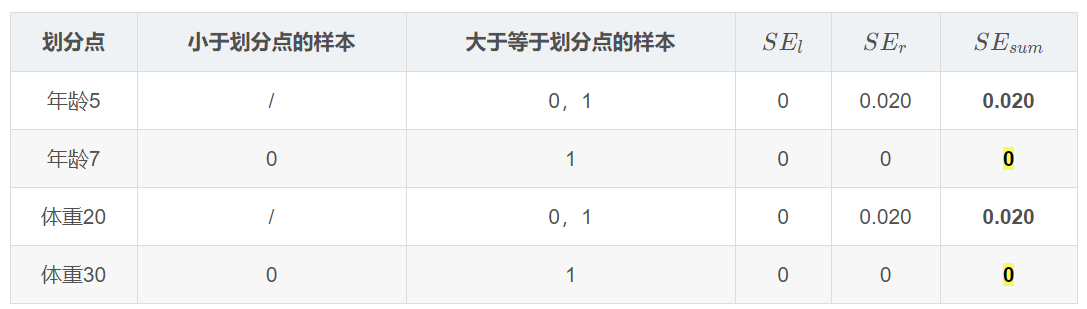 划分点 小于划分点的样本 大于等于划分点的样本 SE_l SE_r SE_sum
年龄5 / 0，1 0 0.020 0.020
年龄7 0 1 0 0 0
体重20 / 0，1 0 0.020 0.020
体重30 0 1 0 0 0